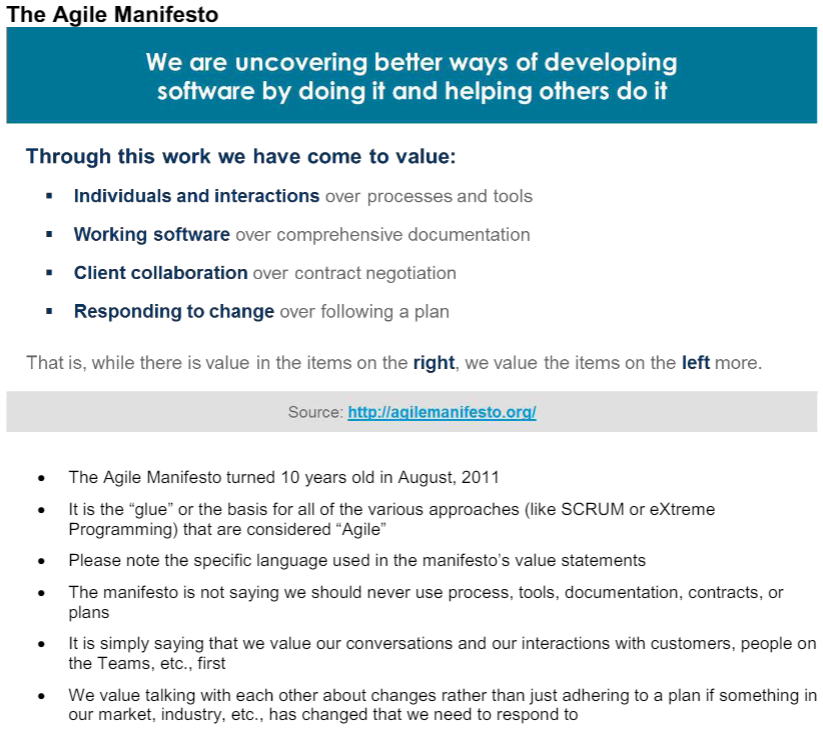 The Agile Manifesto
We are uncovering better ways of developing
software by doing it and helping others do it
Through this work we have come to value:
▪ Individuals and interactions over processes and tools
▪ Working software over comprehensive documentation
▪ Client collaboration over contract negotiation
▪ Responding to change over following a plan
That is, while there is value in the items on the right, we value the items on the left more.
Source: http://agilemanifesto.org/
• The Agile Manifesto turned 10 years old in August, 2011
• It is the “glue” or the basis for all of the various approaches (like SCRUM or eXtreme
Programming) that are considered “Agile”
• Please note the specific language used in the manifesto’s value statements
• The manifesto is not saying we should never use process, tools, documentation, contracts, or
plans
• It is simply saying that we value our conversations and our interactions with customers, people on
the Teams, etc., first
• We value talking with each other about changes rather than just adhering to a plan if something in
our market, industry, etc., has changed that we need to respond to